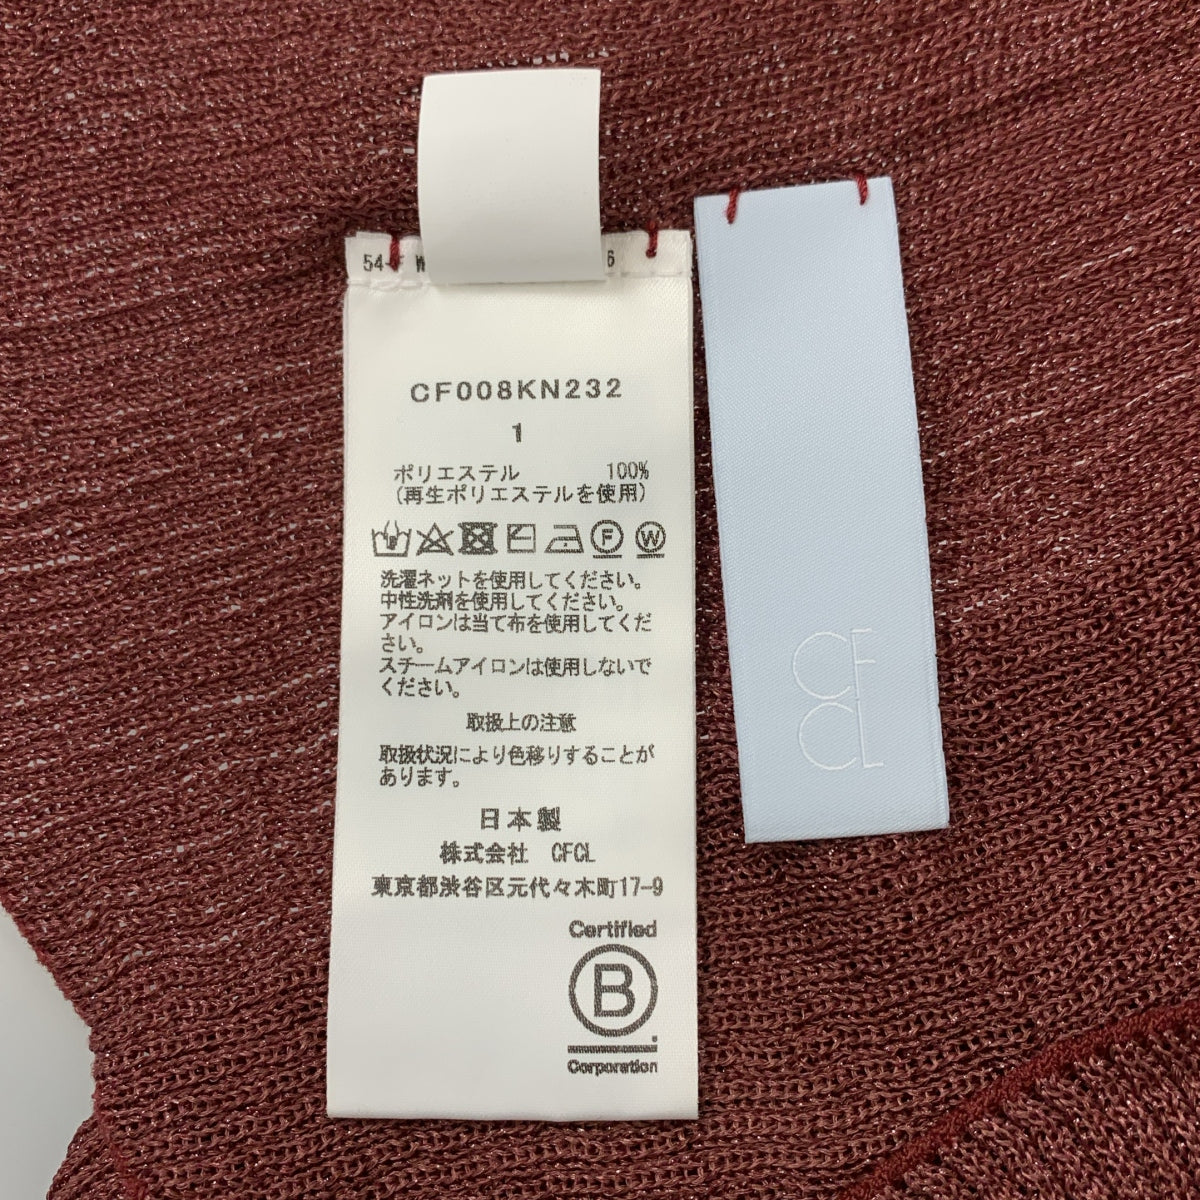 54-F W 6
CF008KN232
1
ポリエステル 100%
(再生ポリエステルを使用)
F W
洗濯ネットを使用してください。
中性洗剤を使用してください。
アイロンは当て布を使用してくだ
さい。
スチームアイロンは使用しないで
ください。
取扱上の注意
取扱状況により色移りすることが
あります。
日本製
株式会社 CFCL
東京都渋谷区元代々木町17-9
Certified
B
Corporation
CF
CL